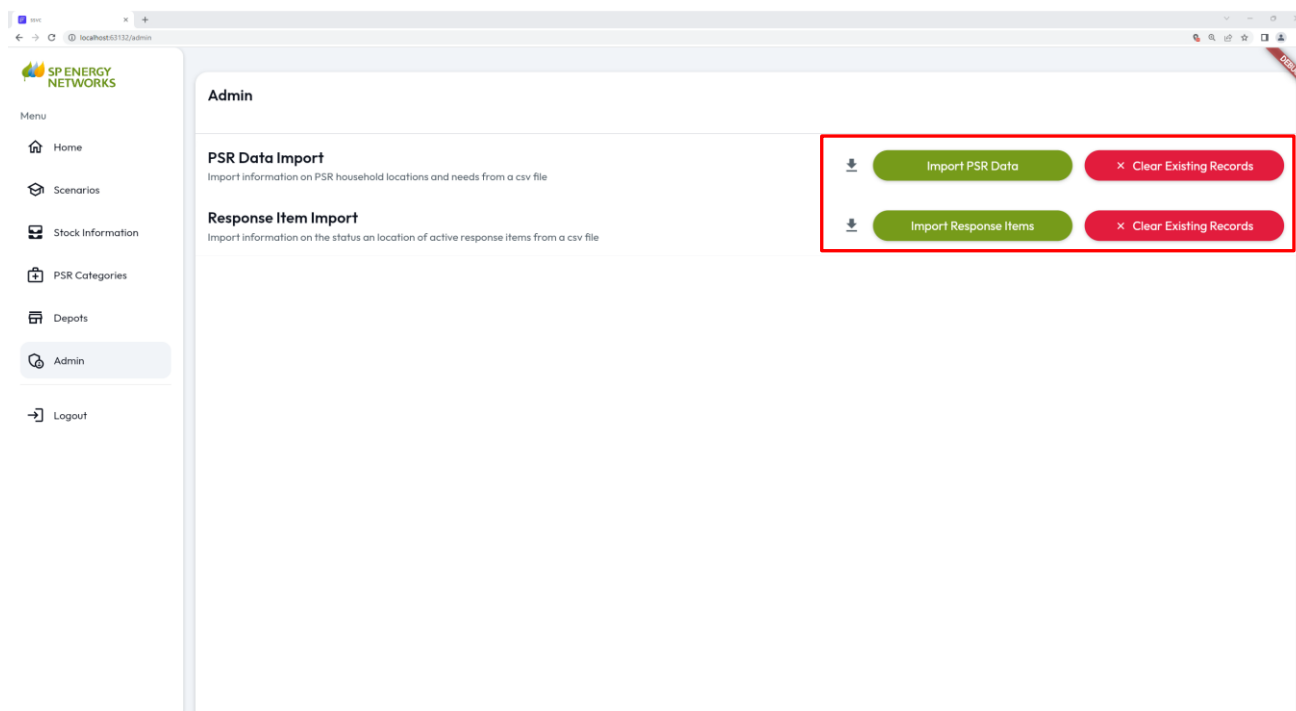 ssvc
localhost:63132/admin
DEBUG
SP ENERGY
NETWORKS
Menu
Home
Scenarios
Stock Information
PSR Categories
Depots
Admin
Logout
Admin
PSR Data Import
Import information on PSR household locations and needs from a csv file
Import PSR Data
× Clear Existing Records
Response Item Import
Import information on the status an location of active response items from a csv file
Import Response Items
× Clear Existing Records